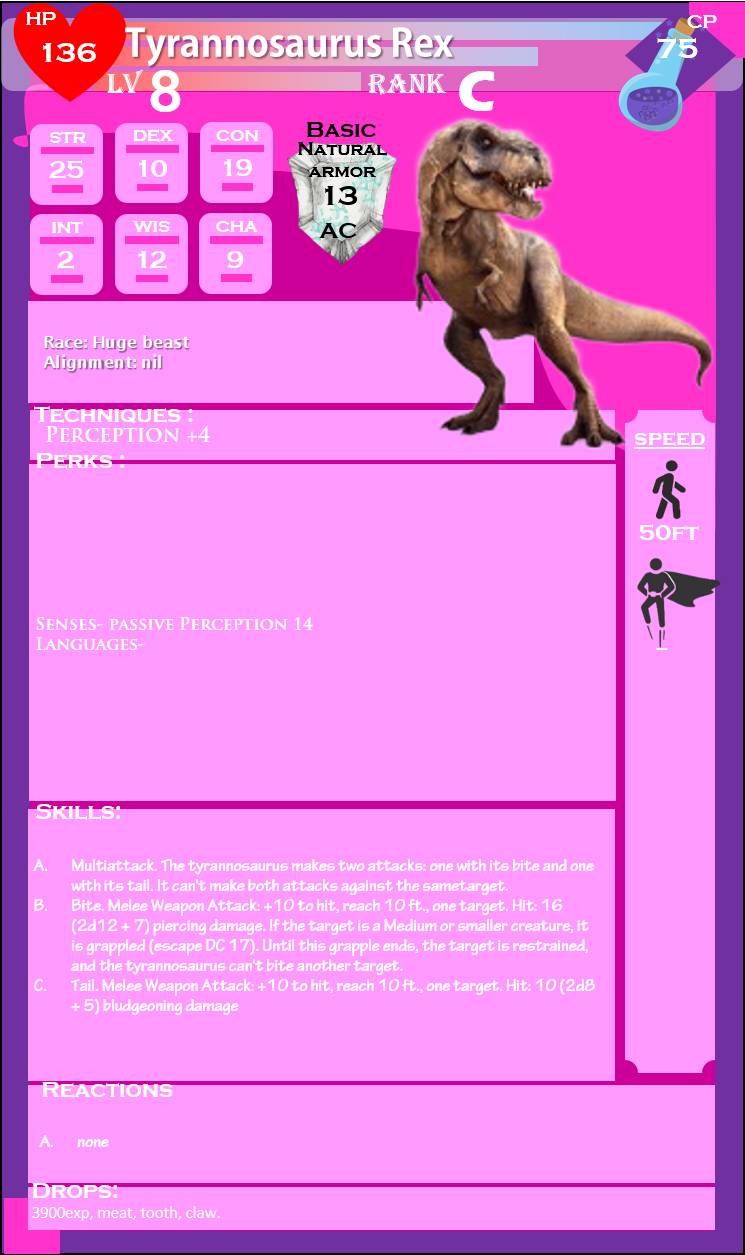 HP
136
Tyrannosaurus Rex
CP
75
LV 8
RANK C
STR
25
DEX
10
CON
19
INT
2
WIS
12
CHA
9
Basic
Natural
armor
13
AC
Race: Huge beast
Alignment: nil
Techniques :
Perception +4
Perks :
Senses- passive Perception 14
Languages-
SPEED
50ft
–
Skills:
A. Multiattack. The tyrannosaurus makes two attacks: one with its bite and one
with its tail. It can't make both attacks against the sametarget.
B. Bite. Melee Weapon Attack: +10 to hit, reach 10 ft., one target. Hit: 16
(2d12 + 7) piercing damage. If the target is a Medium or smaller creature, it
is grappled (escape DC 17). Until this grapple ends, the target is restrained,
and the tyrannosaurus can't bite another target.
C. Tail. Melee Weapon Attack: +10 to hit, reach 10 ft., one target. Hit: 10 (2d8
+ 5) bludgeoning damage
Reactions
A. none
Drops:
3900exp, meat, tooth, claw.